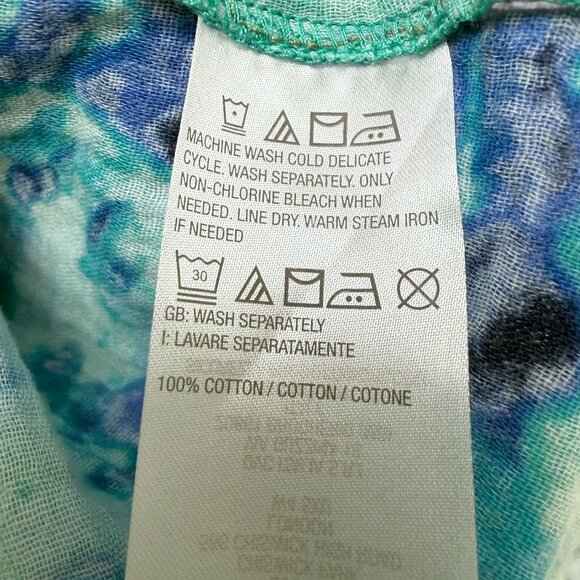 MACHINE WASH COLD DELICATE
CYCLE. WASH SEPARATELY. ONLY
NON-CHLORINE BLEACH WHEN
NEEDED. LINE DRY. WARM STEAM IRON
IF NEEDED
30
GB: WASH SEPARATELY
I: LAVARE SEPARATAMENTE
100% COTTON / COTTON / COTONE
LONDON